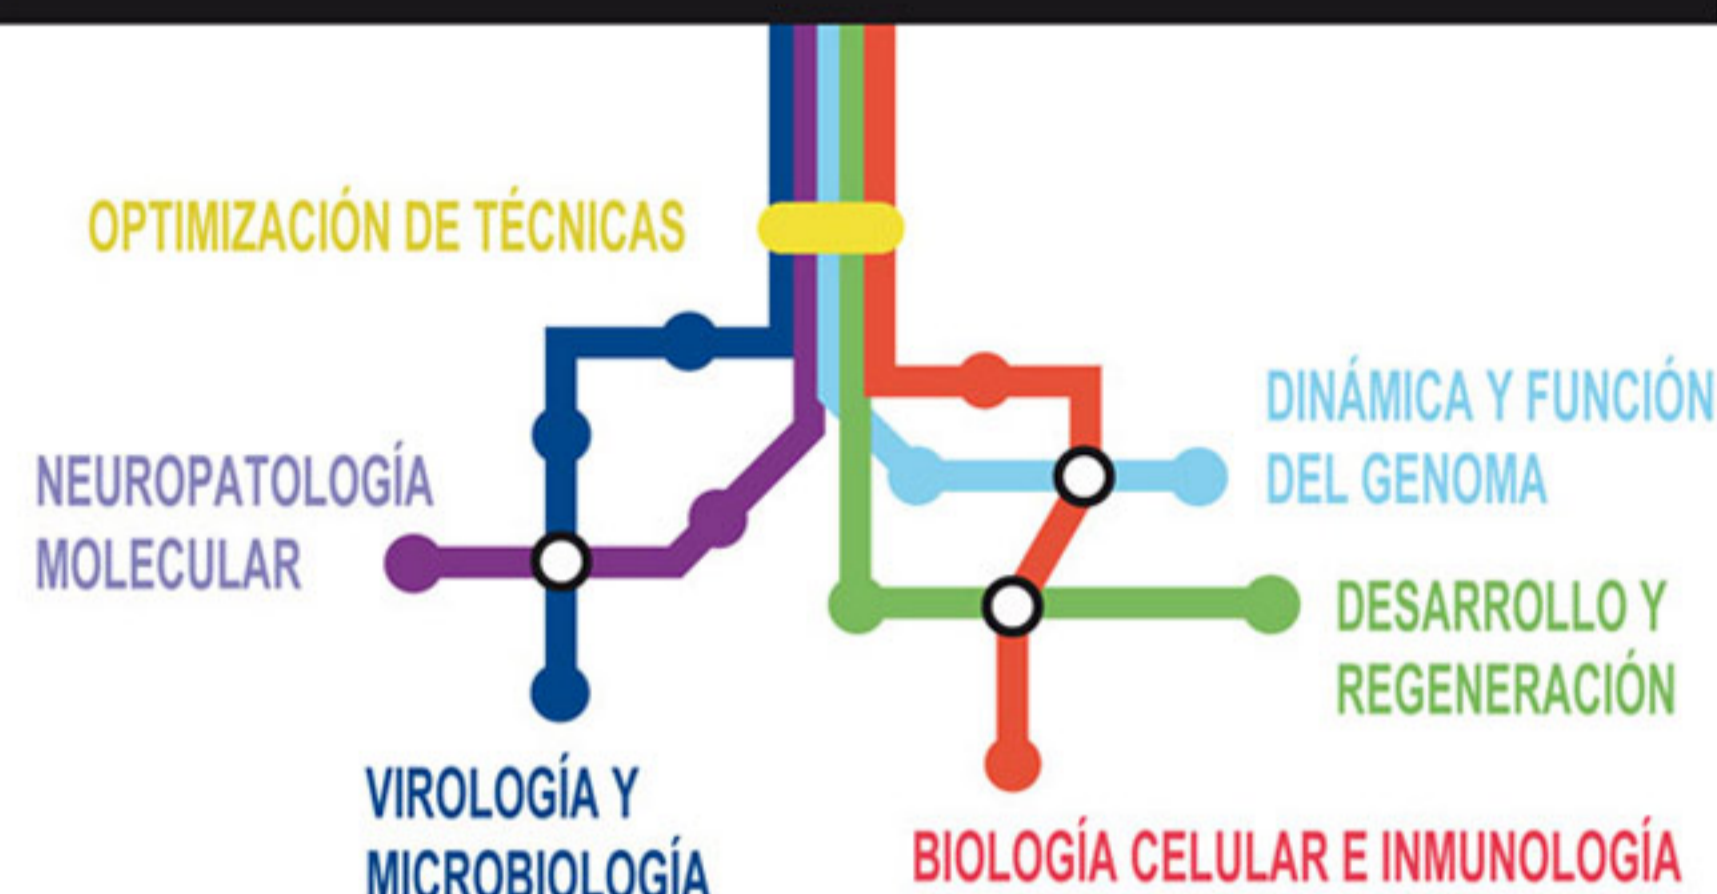 OPTIMIZACIÓN DE TÉCNICAS
DINÁMICA Y FUNCIÓN
DEL GENOMA
NEUROPATOLOGÍA
MOLECULAR
DESARROLLO Y
REGENERACIÓN
VIROLOGÍA Y
MICROBIOLOGÍA
BIOLOGÍA CELULAR E INMUNOLOGÍA